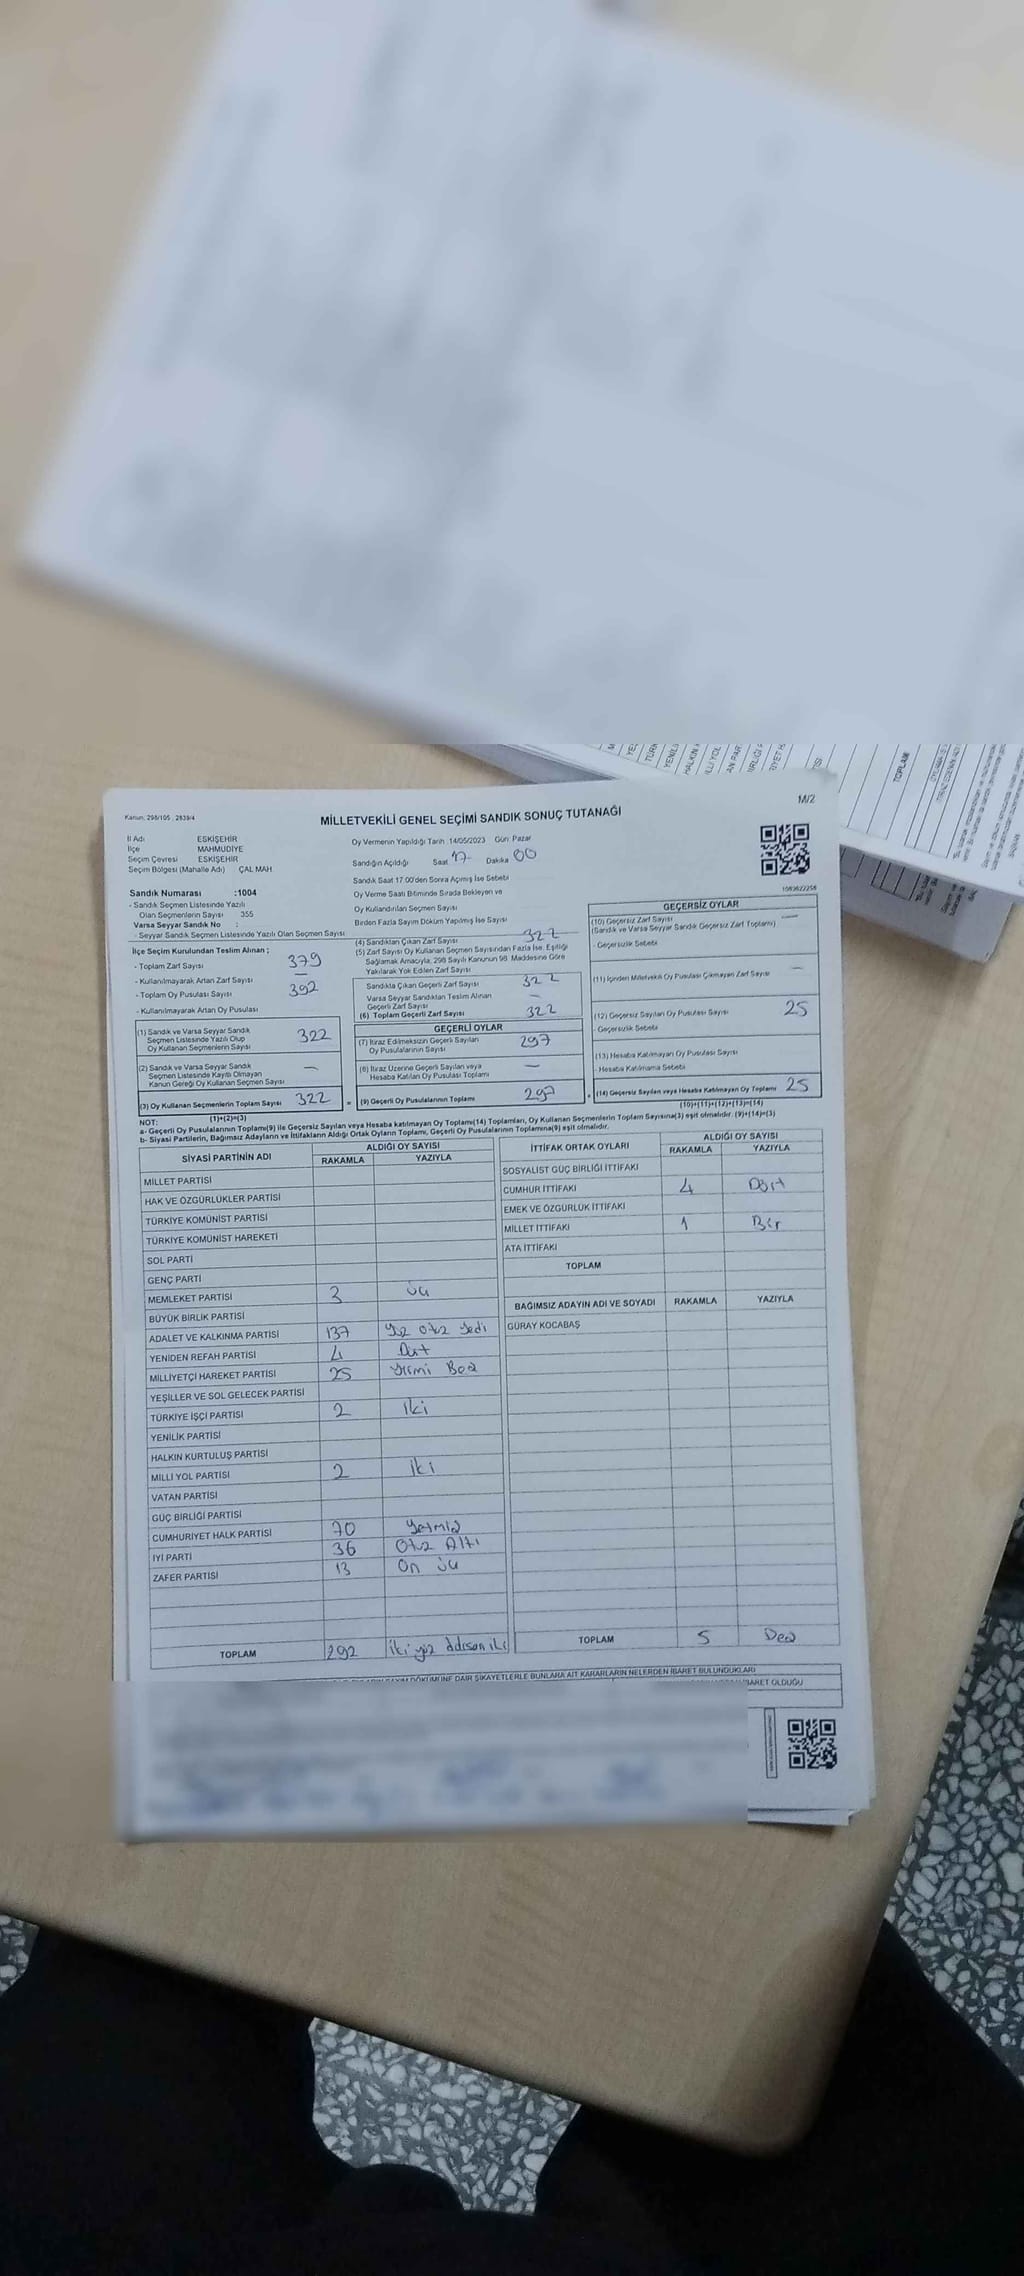 M/2
Kanun: 298/105 , 2839/4
MİLLETVEKİLİ GENEL SEÇİMİ SANDIK SONUÇ TUTANAĞI
İl Adı ESKİŞEHİR
İlçe MAHMUDİYE
Seçim Çevresi ESKİŞEHİR
Seçim Bölgesi (Mahalle Adı) ÇAL MAH
Sandık Numarası :1004
- Sandık Seçmen Listesinde Yazılı
Olan Seçmenlerin Sayısı 355
Varsa Seyyar Sandık No :
- Seyyar Sandık Seçmen Listesinde Yazılı Olan Seçmen Sayısı
Oy Vermenin Yapıldığı Tarih :14/05/2023 Gün: Pazar
Sandığın Açıldığı Saat 17 Dakika 00
Sandık Saat 17.00'den Sonra Açılmış İse Sebebi
Oy Verme Saati Bitiminde Sırada Bekleyen ve
Oy Kullandırılan Seçmen Sayısı
Birden Fazla Sayım Döküm Yapılmış İse Sayısı
1083622258
İlçe Seçim Kurulundan Teslim Alınan ;
- Toplam Zarf Sayısı 379
- Kullanılmayarak Artan Zarf Sayısı —
- Toplam Oy Pusulası Sayısı 392
- Kullanılmayarak Artan Oy Pusulası
(1) Sandık ve Varsa Seyyar Sandık
Seçmen Listesinde Yazılı Olup
Oy Kullanan Seçmenlerin Sayısı 322
(2) Sandık ve Varsa Seyyar Sandık
Seçmen Listesinde Kayıtlı Olmayan
Kanun Gereği Oy Kullanan Seçmen Sayısı —
(3) Oy Kullanan Seçmenlerin Toplam Sayısı 322
(1)+(2)=(3)
(4) Sandıktan Çıkan Zarf Sayısı 322
(5) Zarf Sayısı Oy Kullanan Seçmen Sayısından Fazla İse, Eşitliği
Sağlamak Amacıyla, 298 Sayılı Kanunun 98. Maddesine Göre
Yakılarak Yok Edilen Zarf Sayısı
Sandıkta Çıkan Geçerli Zarf Sayısı 322
Varsa Seyyar Sandıktan Teslim Alınan
Geçerli Zarf Sayısı —
(6) Toplam Geçerli Zarf Sayısı 322
GEÇERLİ OYLAR
(7) İtiraz Edilmeksizin Geçerli Sayılan
Oy Pusulalarının Sayısı 297
(8) İtiraz Üzerine Geçerli Sayılan veya
Hesaba Katılan Oy Pusulası Toplamı —
= (9) Geçerli Oy Pusulalarının Toplamı 297
GEÇERSİZ OYLAR
(10) Geçersiz Zarf Sayısı —
(Sandık ve Varsa Seyyar Sandık Geçersiz Zarf Toplamı)
- Geçersizlik Sebebi
(11) İçinden Milletvekili Oy Pusulası Çıkmayan Zarf Sayısı —
(12) Geçersiz Sayılan Oy Pusulası Sayısı 25
- Geçersizlik Sebebi
(13) Hesaba Katılmayan Oy Pusulası Sayısı
- Hesaba Katılmama Sebebi
+ (14) Geçersiz Sayılan veya Hesaba Katılmayan Oy Toplamı 25
(10)+(11)+(12)+(13)=(14)
NOT:
a- Geçerli Oy Pusulalarının Toplamı(9) ile Geçersiz Sayılan veya Hesaba katılmayan Oy Toplamı(14) Toplamları, Oy Kullanan Seçmenlerin Toplam Sayısına(3) eşit olmalıdır. (9)+(14)=(3)
b- Siyasi Partilerin, Bağımsız Adayların ve İttifakların Aldığı Ortak Oyların Toplamı, Geçerli Oy Pusulalarının Toplamına(9) eşit olmalıdır.
SİYASİ PARTİNİN ADI ALDIĞI OY SAYISI
RAKAMLA YAZIYLA
MİLLET PARTİSİ
HAK VE ÖZGÜRLÜKLER PARTİSİ
TÜRKİYE KOMÜNİST PARTİSİ
TÜRKİYE KOMÜNİST HAREKETİ
SOL PARTİ
GENÇ PARTİ
MEMLEKET PARTİSİ 3 üç
BÜYÜK BİRLİK PARTİSİ
ADALET VE KALKINMA PARTİSİ 137 Yüz Otuz Yedi
YENİDEN REFAH PARTİSİ 4 Dört
MİLLİYETÇİ HAREKET PARTİSİ 25 Yirmi Beş
YEŞİLLER VE SOL GELECEK PARTİSİ
TÜRKİYE İŞÇİ PARTİSİ 2 iki
YENİLİK PARTİSİ
HALKIN KURTULUŞ PARTİSİ
MİLLİ YOL PARTİSİ 2 iki
VATAN PARTİSİ
GÜÇ BİRLİĞİ PARTİSİ
CUMHURİYET HALK PARTİSİ 70 Yetmiş
İYİ PARTİ 36 Otuz Altı
ZAFER PARTİSİ 13 On üç
TOPLAM 292 iki yüz doksan iki
İTTİFAK ORTAK OYLARI ALDIĞI OY SAYISI
RAKAMLA YAZIYLA
SOSYALİST GÜÇ BİRLİĞİ İTTİFAKI
CUMHUR İTTİFAKI 4 Dört
EMEK VE ÖZGÜRLÜK İTTİFAKI
MİLLET İTTİFAKI 1 Bir
ATA İTTİFAKI
TOPLAM
BAĞIMSIZ ADAYIN ADI VE SOYADI RAKAMLA YAZIYLA
GÜRAY KOCABAŞ
TOPLAM 5 Beş
DÖKÜMÜNE DAİR ŞİKAYETLERLE BUNLARA AİT KARARLARIN NELERDEN İBARET BULUNDUKLARI
İBARET OLDUĞU
TOPLAM